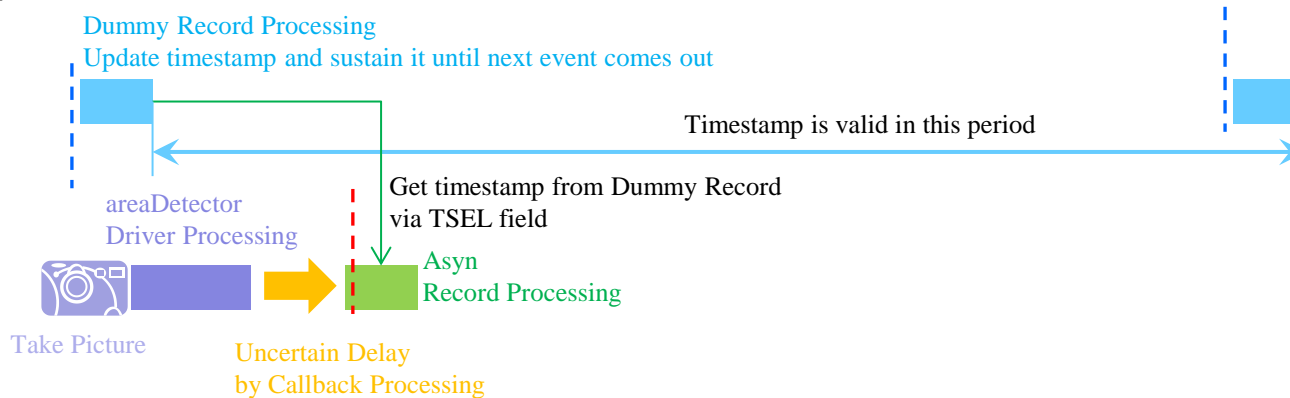 Dummy Record Processing
Update timestamp and sustain it until next event comes out
Timestamp is valid in this period
Get timestamp from Dummy Record
via TSEL field
areaDetector
Driver Processing
Asyn
Record Processing
Take Picture
Uncertain Delay
by Callback Processing